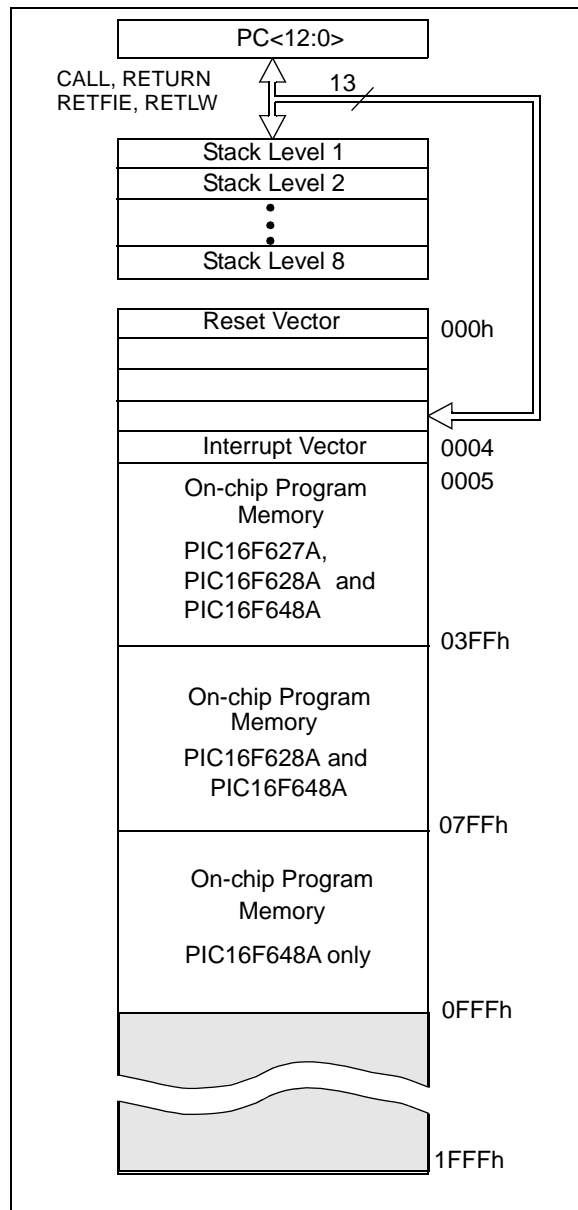 PC<12:0>
CALL, RETURN
RETFIE, RETLW
13
Stack Level 1
Stack Level 2
Stack Level 8
Reset Vector
000h
Interrupt Vector
0004
0005
On-chip Program
Memory
PIC16F627A,
PIC16F628A and
PIC16F648A
03FFh
On-chip Program
Memory
PIC16F628A and
PIC16F648A
07FFh
On-chip Program
Memory
PIC16F648A only
0FFFh
1FFFh